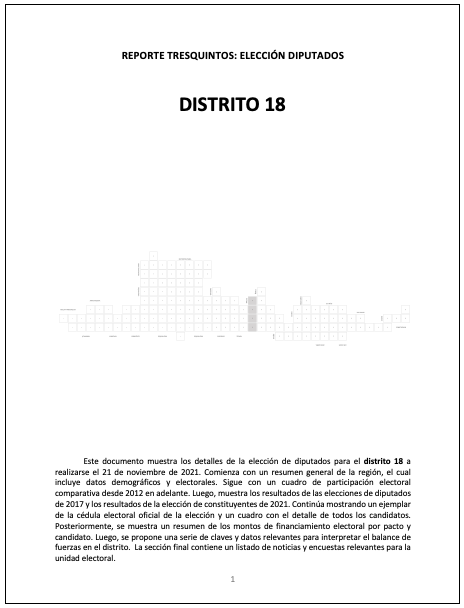 REPORTE TRESQUINTOS: ELECCIÓN DIPUTADOS
DISTRITO 18
Este documento muestra los detalles de la elección de diputados para el distrito 18 a
realizarse el 21 de noviembre de 2021. Comienza con un resumen general de la región, el cual
incluye datos demográficos y electorales. Sigue con un cuadro de participación electoral
comparativa desde 2012 en adelante. Luego, muestra los resultados de las elecciones de diputados
de 2017 y los resultados de la elección de constituyentes de 2021. Continúa mostrando un ejemplar
de la cédula electoral oficial de la elección y un cuadro con el detalle de todos los candidatos.
Posteriormente, se muestra un resumen de los montos de financiamiento electoral por pacto y
candidato. Luego, se propone una serie de claves y datos relevantes para interpretar el balance de
fuerzas en el distrito. La sección final contiene un listado de noticias y encuestas relevantes para la
unidad electoral.
1